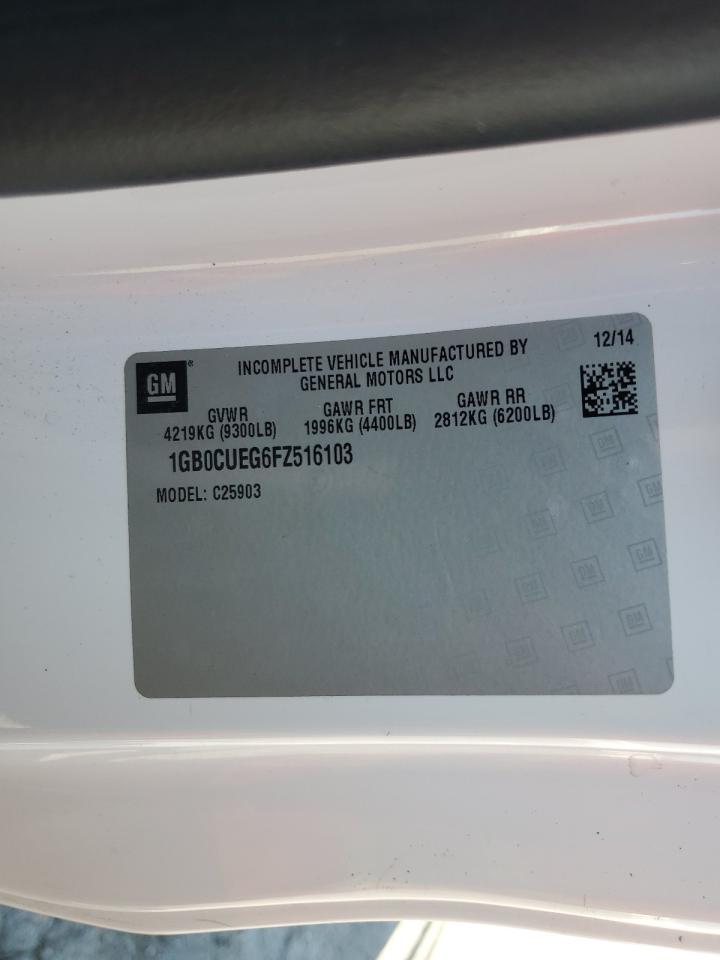 GM ®
INCOMPLETE VEHICLE MANUFACTURED BY
GENERAL MOTORS LLC
12/14
GVWR GAWR FRT GAWR RR
4219KG (9300LB) 1996KG (4400LB) 2812KG (6200LB)
1GB0CUEG6FZ516103
MODEL: C25903